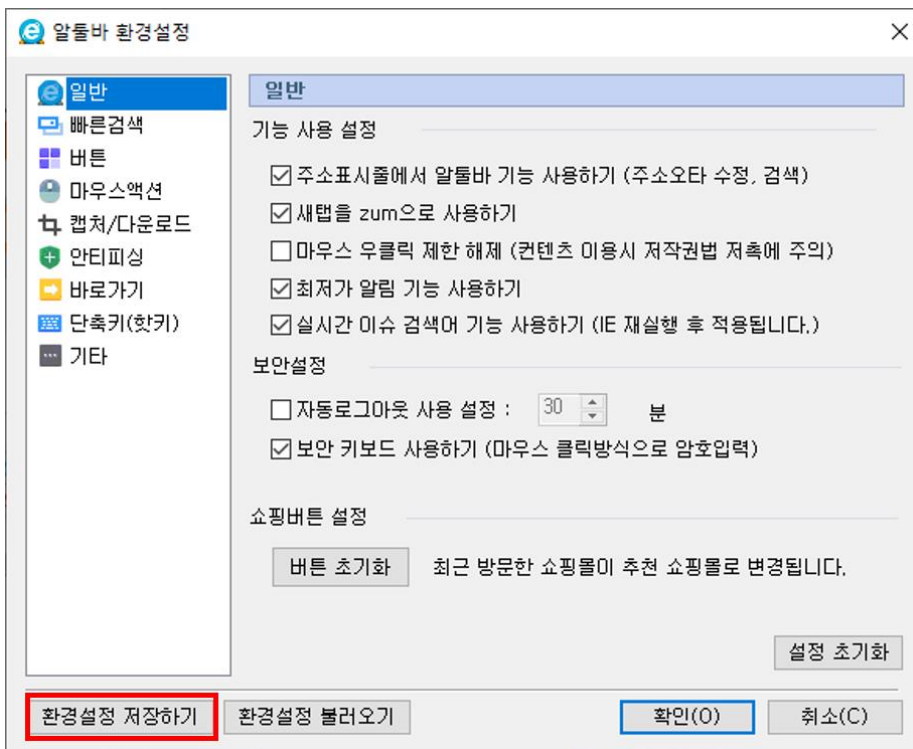 알툴바 환경설정
일반
빠른검색
버튼
마우스액션
캡처/다운로드
안티피싱
바로가기
단축키(핫키)
기타
일반
기능 사용 설정
주소표시줄에서 알툴바 기능 사용하기 (주소오타 수정, 검색)
새탭을 zum으로 사용하기
마우스 우클릭 제한 해제 (컨텐츠 이용시 저작권법 저촉에 주의)
최저가 알림 기능 사용하기
실시간 이슈 검색어 기능 사용하기 (IE 재실행 후 적용됩니다.)
보안설정
자동로그아웃 사용 설정 : 30 분
보안 키보드 사용하기 (마우스 클릭방식으로 암호입력)
쇼핑버튼 설정
버튼 초기화 최근 방문한 쇼핑몰이 추천 쇼핑몰로 변경됩니다.
설정 초기화
환경설정 저장하기 환경설정 불러오기 확인(O) 취소(C)